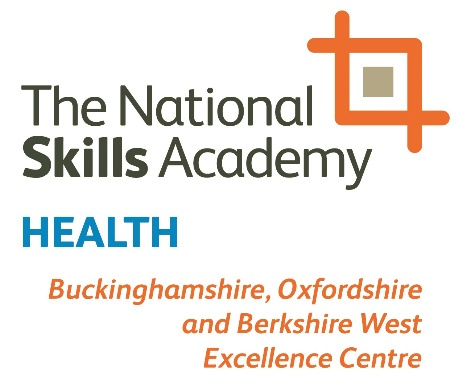 The National
Skills Academy
HEALTH
Buckinghamshire, Oxfordshire
and Berkshire West
Excellence Centre